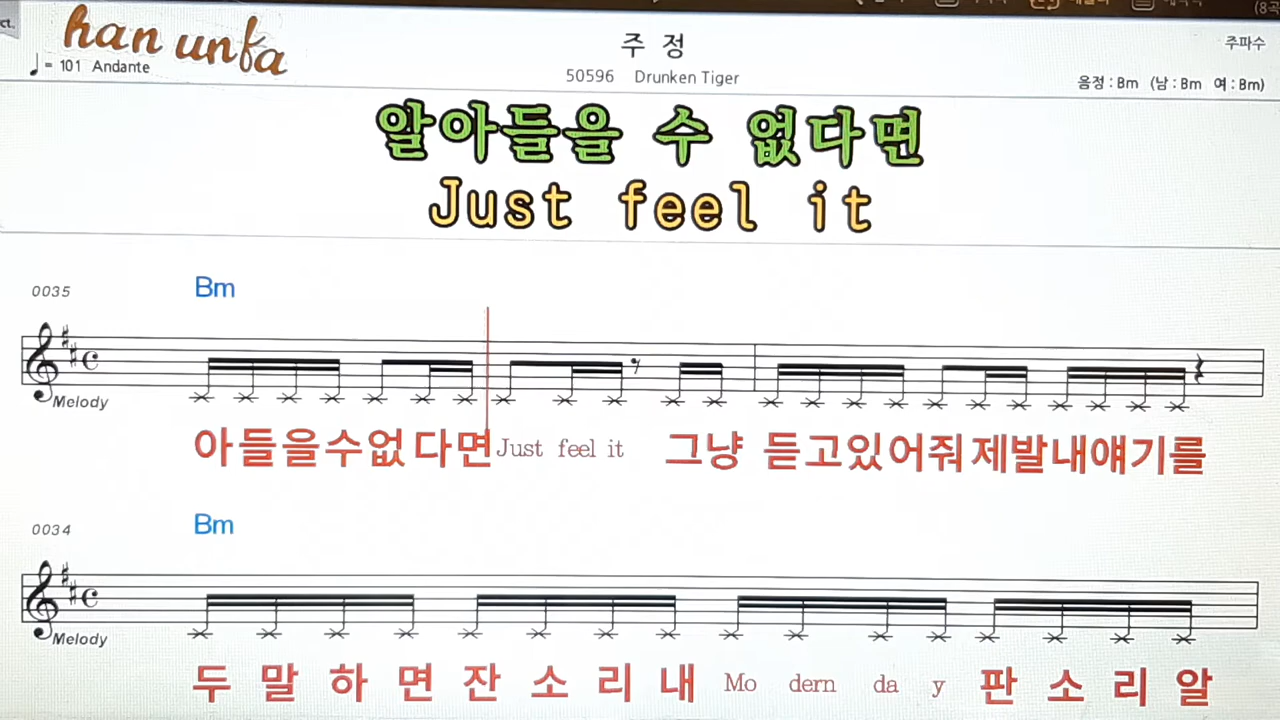 ct.
han unfa
♩= 101 Andante
주 정
50596 Drunken Tiger
주파수
음정 : Bm (남 : Bm 여 : Bm)
알아들을 수 없다면
Just feel it
0035
Bm
Melody
아들을수없다면Just feel it 그냥 듣고있어줘제발내얘기를
0034
Bm
Melody
두 말 하 면 잔 소 리 내 Mo dern da y 판 소 리 알